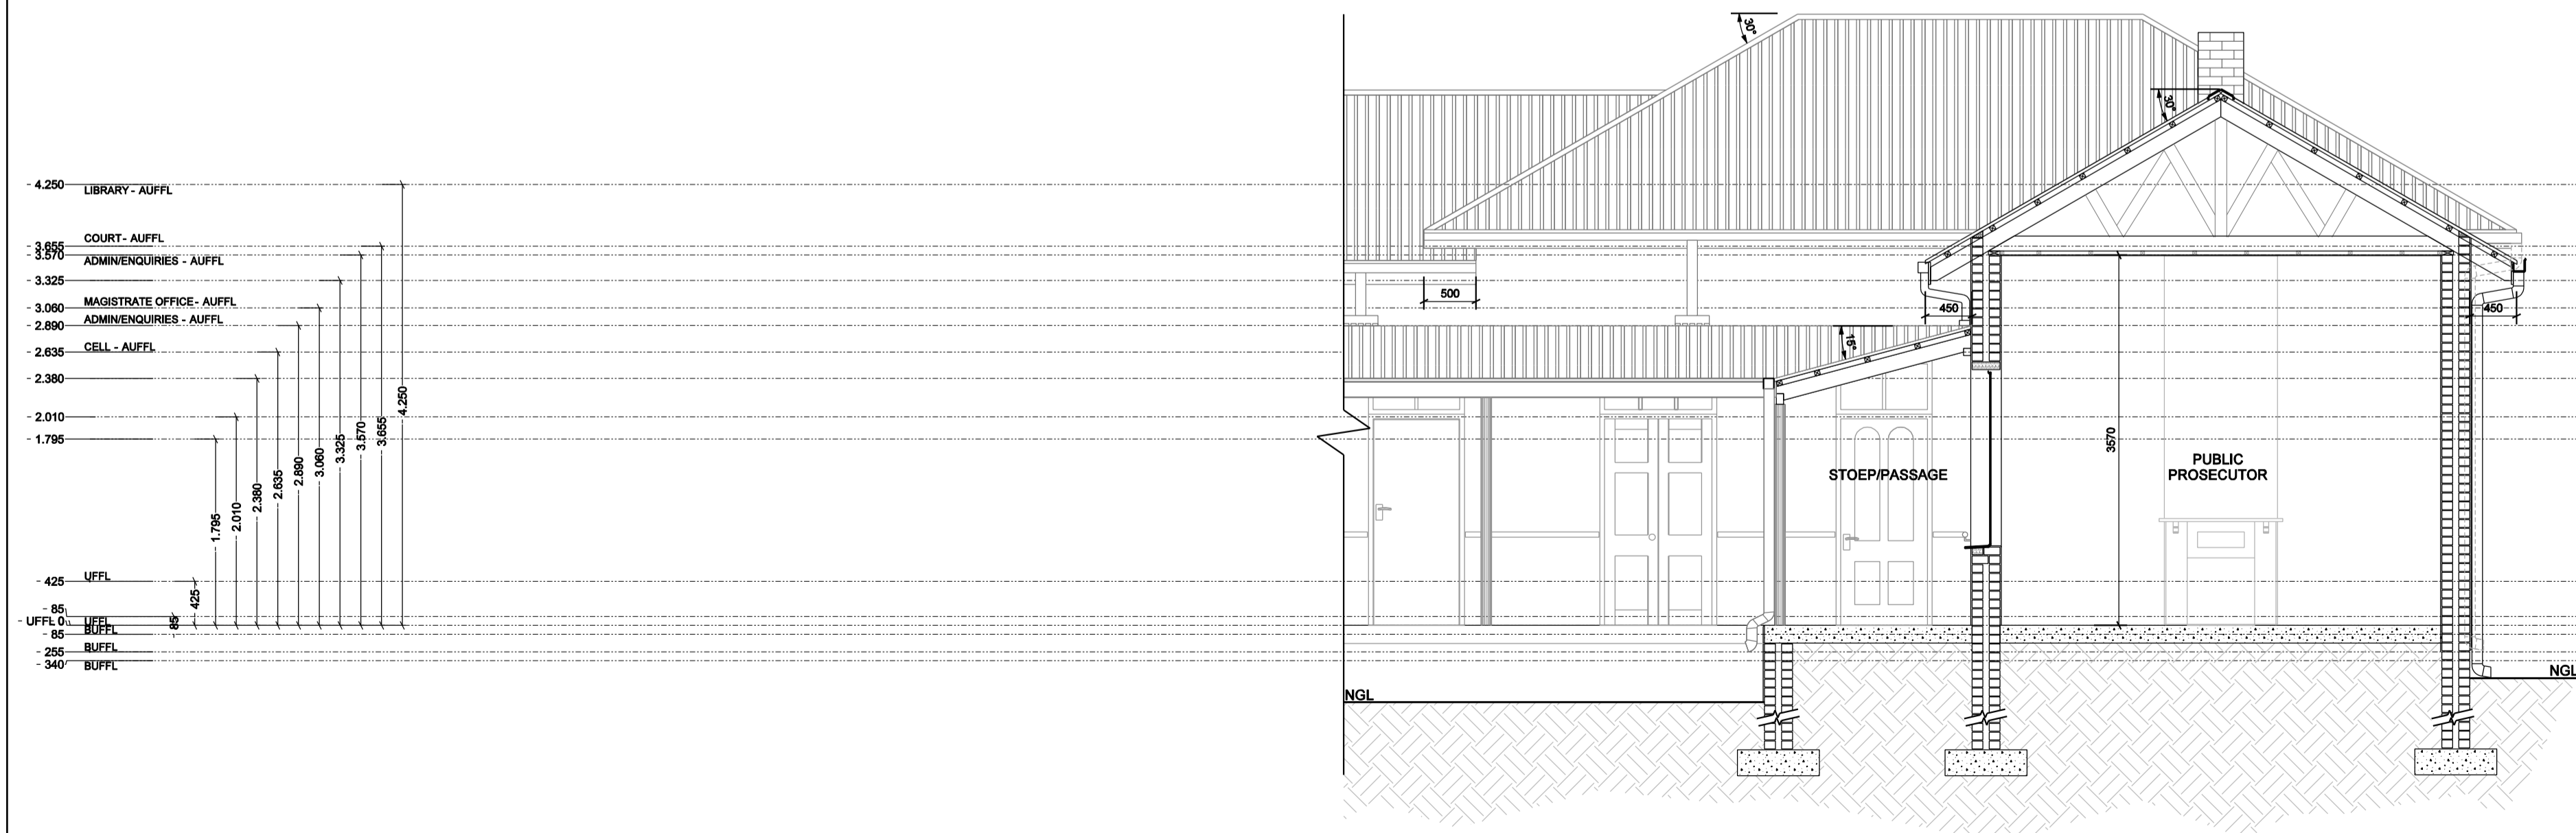 30°
30°
- 4.250
LIBRARY - AUFFL
COURT - AUFFL
- 3.655
- 3.570
ADMIN/ENQUIRIES - AUFFL
- 3.325
MAGISTRATE OFFICE - AUFFL
- 3.060
ADMIN/ENQUIRIES - AUFFL
- 2.890
CELL - AUFFL
- 2.635
- 2.380
- 2.010
- 1.795
UFFL
- 425
- 85
- UFFL 0
UFFL
BUFFL
- 85
BUFFL
- 255
- 340
BUFFL
- 85
425
- 1.795
- 2.010
- 2.380
- 2.635
- 2.890
- 3.060
- 3.325
- 3.570
- 3.655
- 4.250
500
450
450
15°
3570
STOEP/PASSAGE
PUBLIC
PROSECUTOR
NGL
NGL